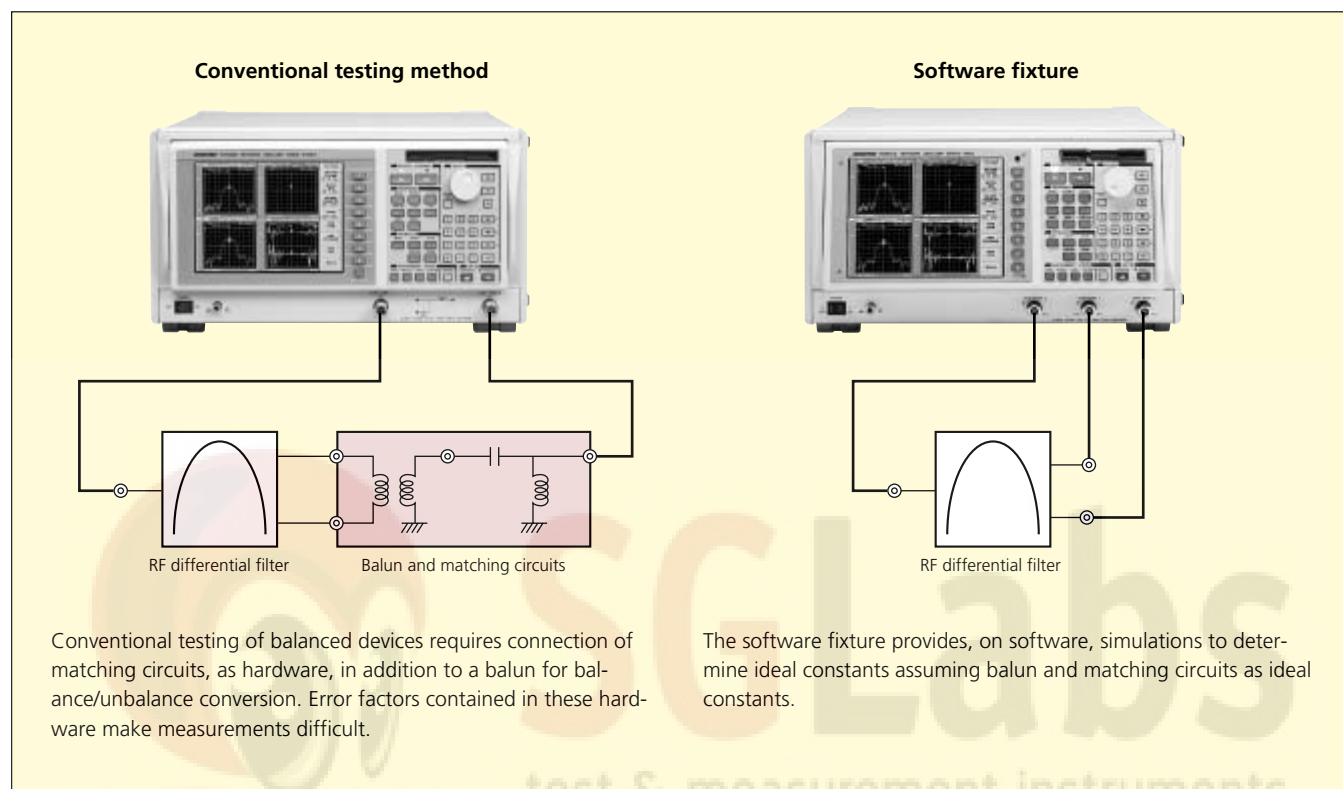 Conventional testing method
Software fixture
RF differential filter
Balun and matching circuits
RF differential filter
Conventional testing of balanced devices requires connection of
matching circuits, as hardware, in addition to a balun for bal-
ance/unbalance conversion. Error factors contained in these hard-
ware make measurements difficult.
The software fixture provides, on software, simulations to deter-
mine ideal constants assuming balun and matching circuits as ideal
constants.
SGLabs
test & measurement instruments